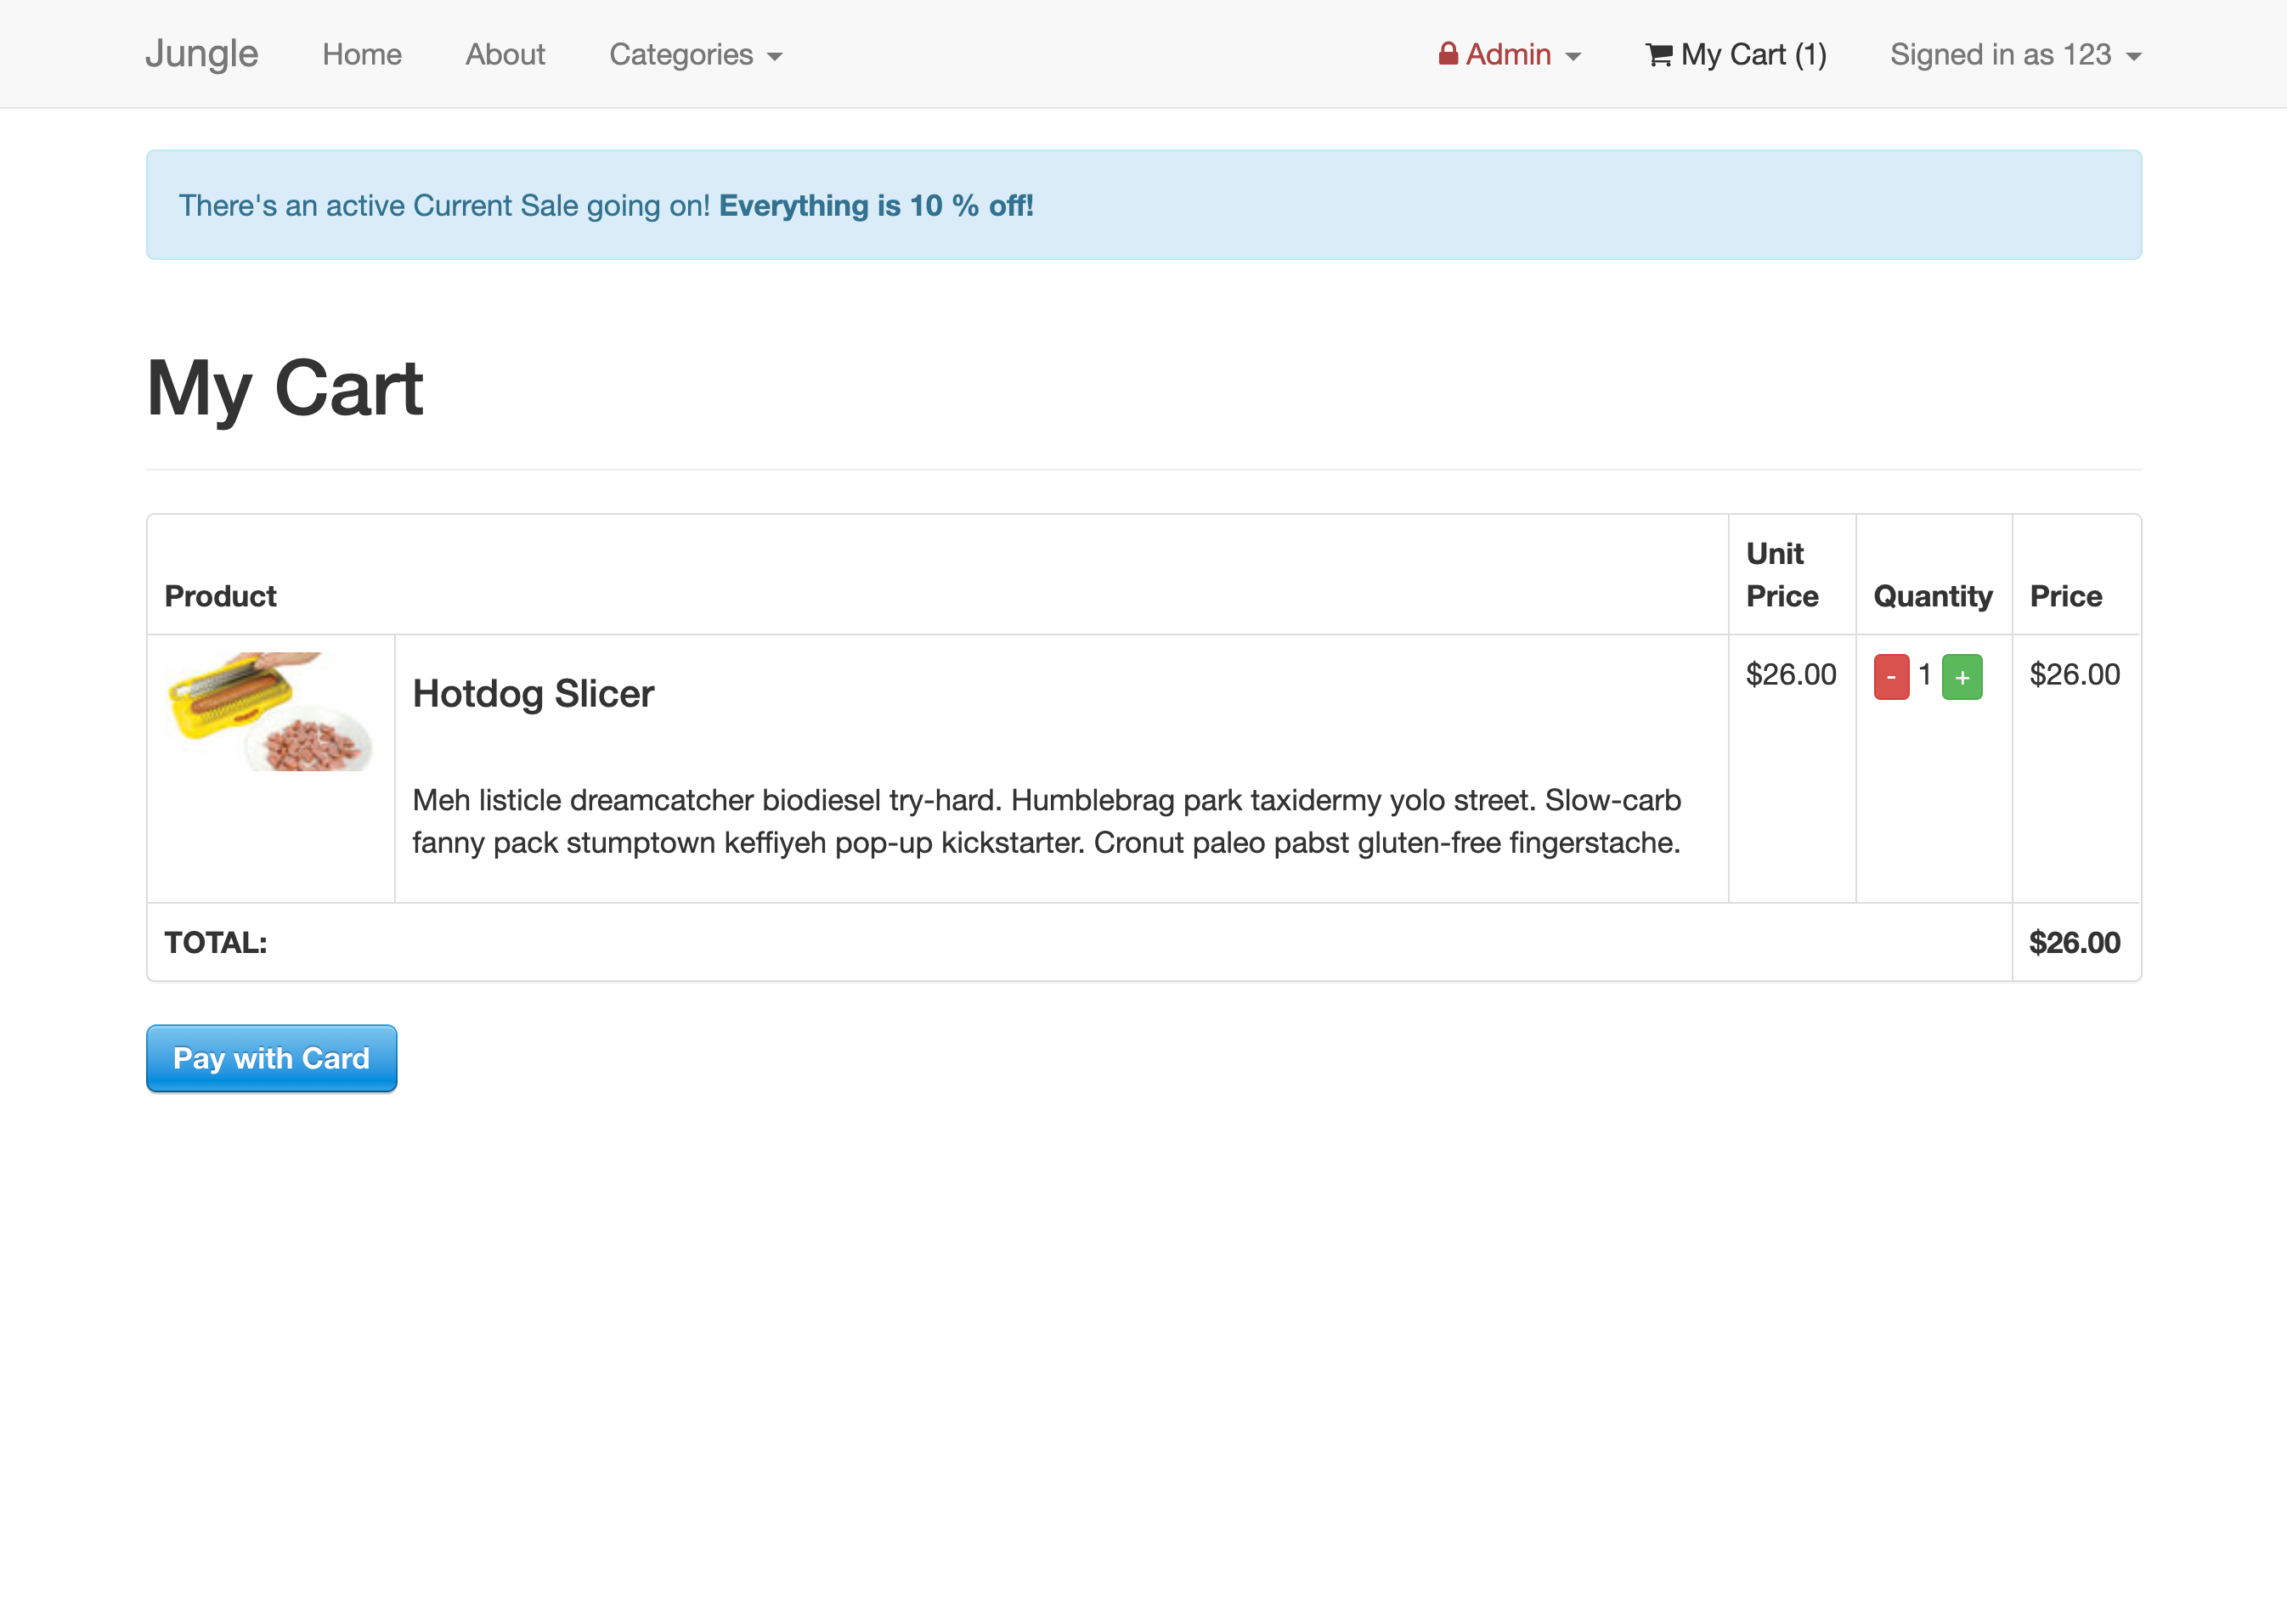 Jungle Home About Categories Admin My Cart (1) Signed in as 123
There's an active Current Sale going on! Everything is 10 % off!
My Cart
Product Unit Price Quantity Price
Hotdog Slicer $26.00 - 1 + $26.00
Meh listicle dreamcatcher biodiesel try-hard. Humblebrag park taxidermy yolo street. Slow-carb
fanny pack stumptown keffiyeh pop-up kickstarter. Cronut paleo pabst gluten-free fingerstache.
TOTAL: $26.00
Pay with Card